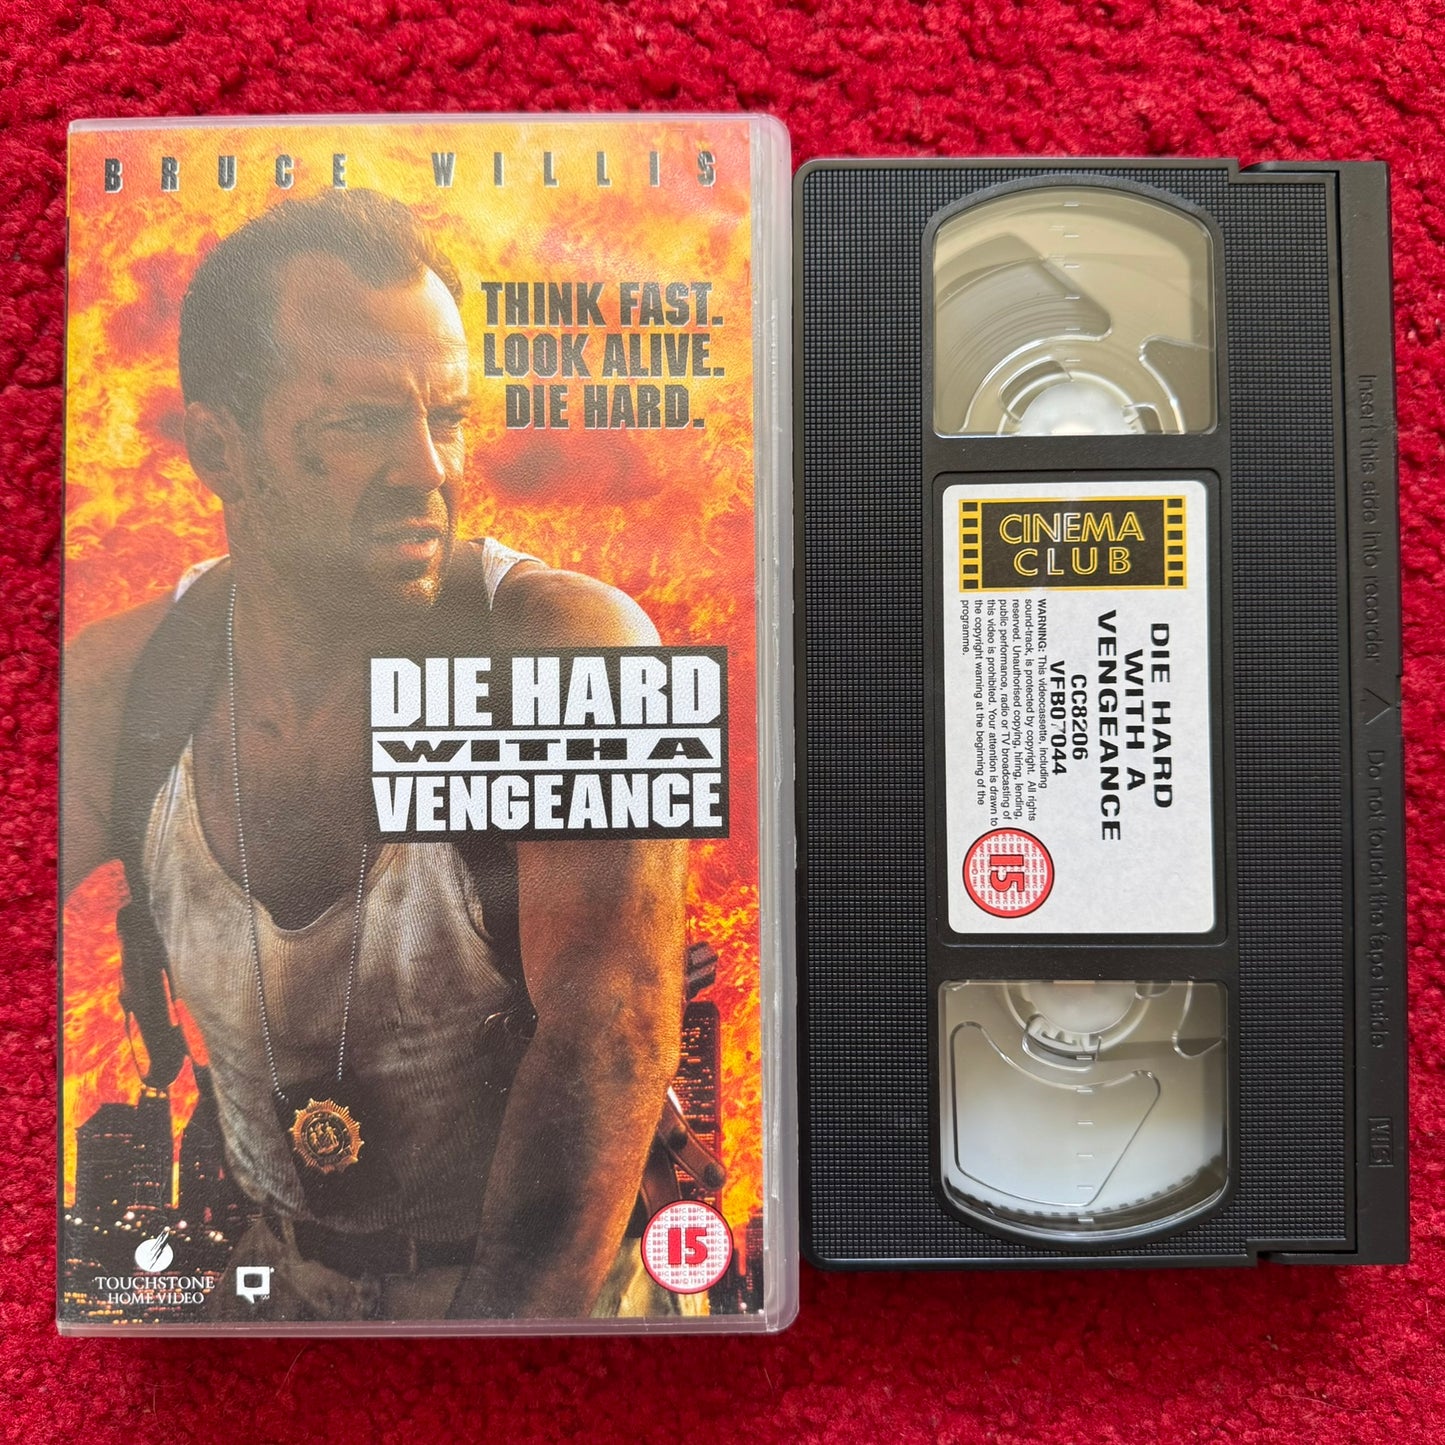 BRUCE WILLIS
THINK FAST.
LOOK ALIVE.
DIE HARD.
DIE HARD
WITH A
VENGEANCE
TOUCHSTONE
HOME VIDEO
15
CINEMA
CLUB
DIE HARD
WITH A
VENGEANCE
CC8206
VFB07044
WARNING: This videocassette, including
sound-track, is protected by copyright. All rights
reserved. Unauthorised copying, hiring, lending,
public performance, radio or TV broadcasting of
this video is prohibited. Your attention is drawn to
the copyright warning at the beginning of the
programme.
15
Insert this side into recorder
Do not touch the tape inside